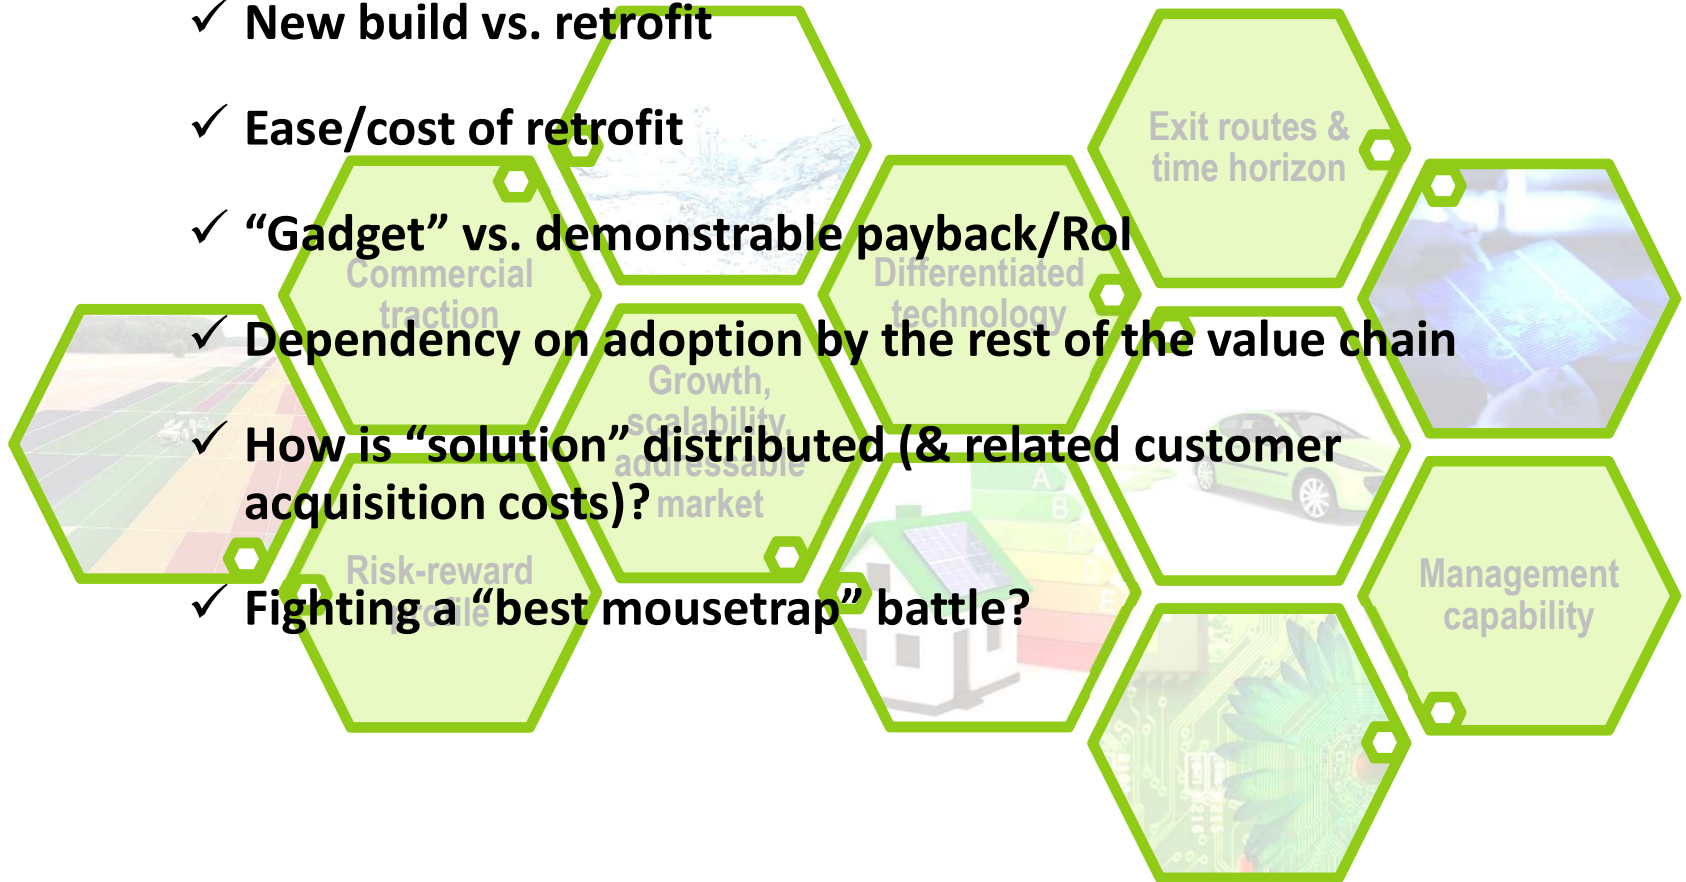 ✓ New build vs. retrofit
✓ Ease/cost of retrofit
✓ “Gadget” vs. demonstrable payback/RoI
✓ Dependency on adoption by the rest of the value chain
✓ How is “solution” distributed (& related customer
acquisition costs)?
✓ Fighting a “best mousetrap” battle?
Exit routes &
time horizon
Commercial
traction
Differentiated
technology
Growth,
scalability,
addressable
market
Risk-reward
profile
Management
capability
A
B
C
E